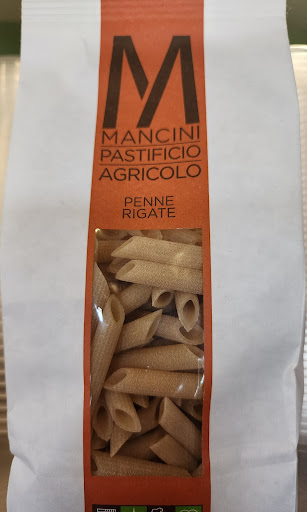 M
MANCINI
PASTIFICIO
AGRICOLO
PENNE
RIGATE